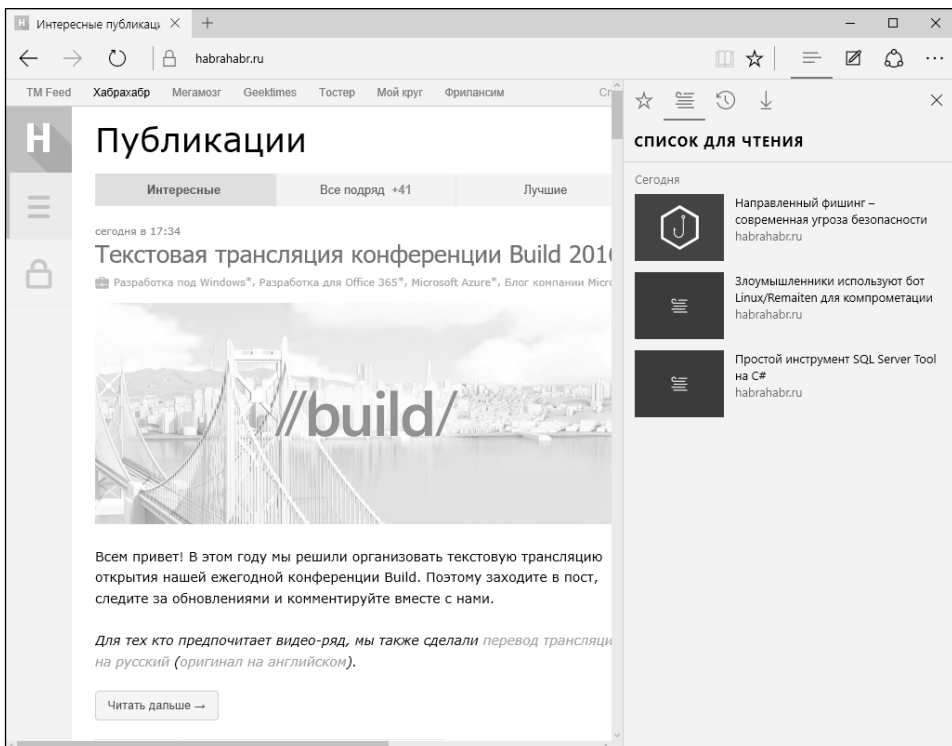 Интересные публикаци
habrahabr.ru
TM Feed Хабрахабр Мегамозг Geektimes Тостер Мой круг Фрилансим
H
Публикации
Интересные Все подряд +41 Лучшие
сегодня в 17:34
Текстовая трансляция конференции Build 2016
Разработка под Windows*, Разработка для Office 365*, Microsoft Azure*, Блог компании Micro
//build/
Всем привет! В этом году мы решили организовать текстовую трансляцию
открытия нашей ежегодной конференции Build. Поэтому заходите в пост,
следите за обновлениями и комментируйте вместе с нами.
Для тех кто предпочитает видео-ряд, мы также сделали перевод трансляци
на русский (оригинал на английском).
Читать дальше →
СПИСОК ДЛЯ ЧТЕНИЯ
Сегодня
Направленный фишинг –
современная угроза безопасности
habrahabr.ru
Злоумышленники используют бот
Linux/Remaiten для компрометации
habrahabr.ru
Простой инструмент SQL Server Tool
на C#
habrahabr.ru